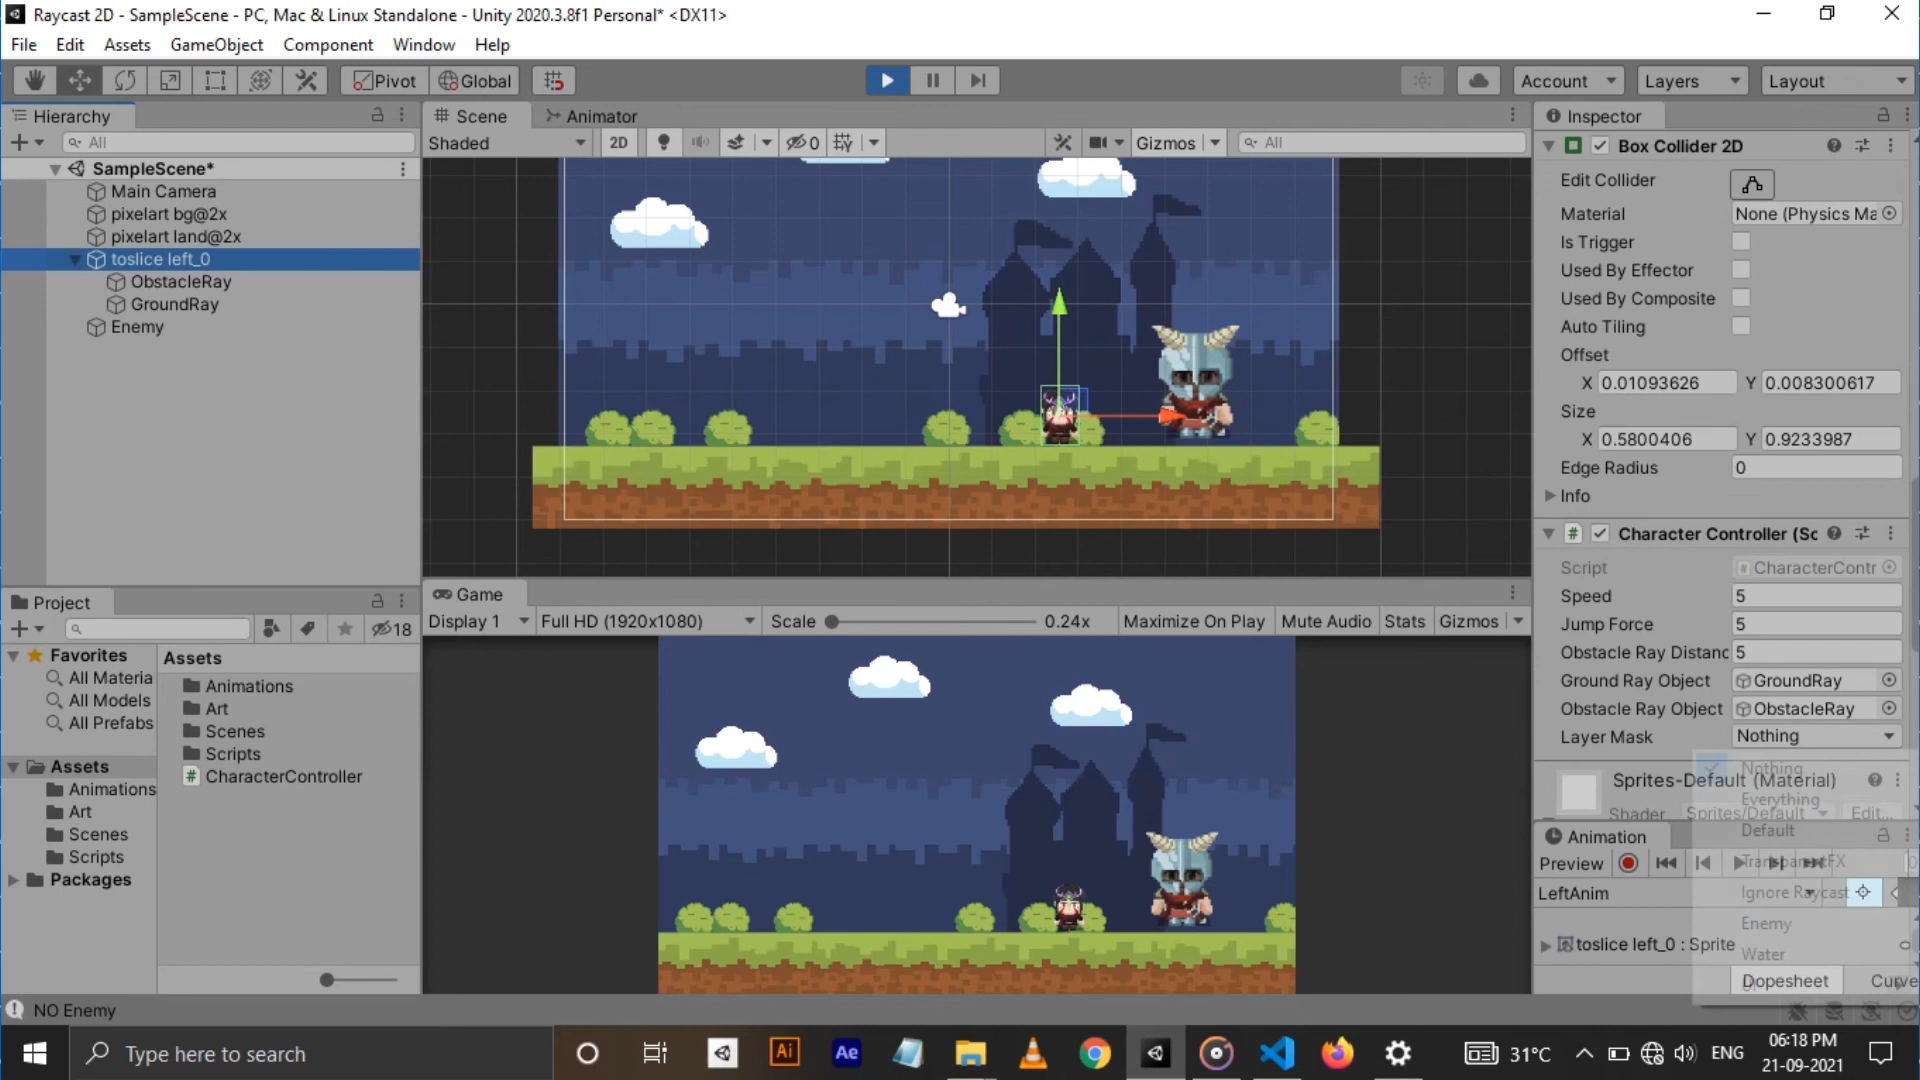 Raycast 2D - SampleScene - PC, Mac & Linux Standalone - Unity 2020.3.8f1 Personal* <DX11>
File Edit Assets GameObject Component Window Help
Pivot Global Account Layers Layout
Hierarchy
All
SampleScene*
Main Camera
pixelart bg@2x
pixelart land@2x
toslice left_0
ObstacleRay
GroundRay
Enemy
Scene Animator
Shaded 2D 0 Gizmos All
Inspector
Box Collider 2D
Edit Collider
Material None (Physics Ma
Is Trigger
Used By Effector
Used By Composite
Auto Tiling
Offset
X 0.01093626 Y 0.008300617
Size
X 0.5800406 Y 0.9233987
Edge Radius 0
Info
# Character Controller (Sc
Script # CharacterContr
Speed 5
Jump Force 5
Obstacle Ray Distanc 5
Ground Ray Object GroundRay
Obstacle Ray Object ObstacleRay
Layer Mask Nothing
Nothing
Sprites-Default (Material)
Everything
Shader Sprites/Default Edit...
Default
Animation
TransparentFX
Preview
Ignore Raycast
LeftAnim
Enemy
toslice left_0 : Sprite
Water
Dopesheet Curve
Project
18
Favorites
All Materia
All Models
All Prefabs
Assets
Animations
Art
Scenes
Scripts
Packages
Assets
Animations
Art
Scenes
Scripts
# CharacterController
Game
Display 1 Full HD (1920x1080) Scale 0.24x Maximize On Play Mute Audio Stats Gizmos
NO Enemy
Type here to search
Ai Ae
31°C ENG 06:18 PM
21-09-2021